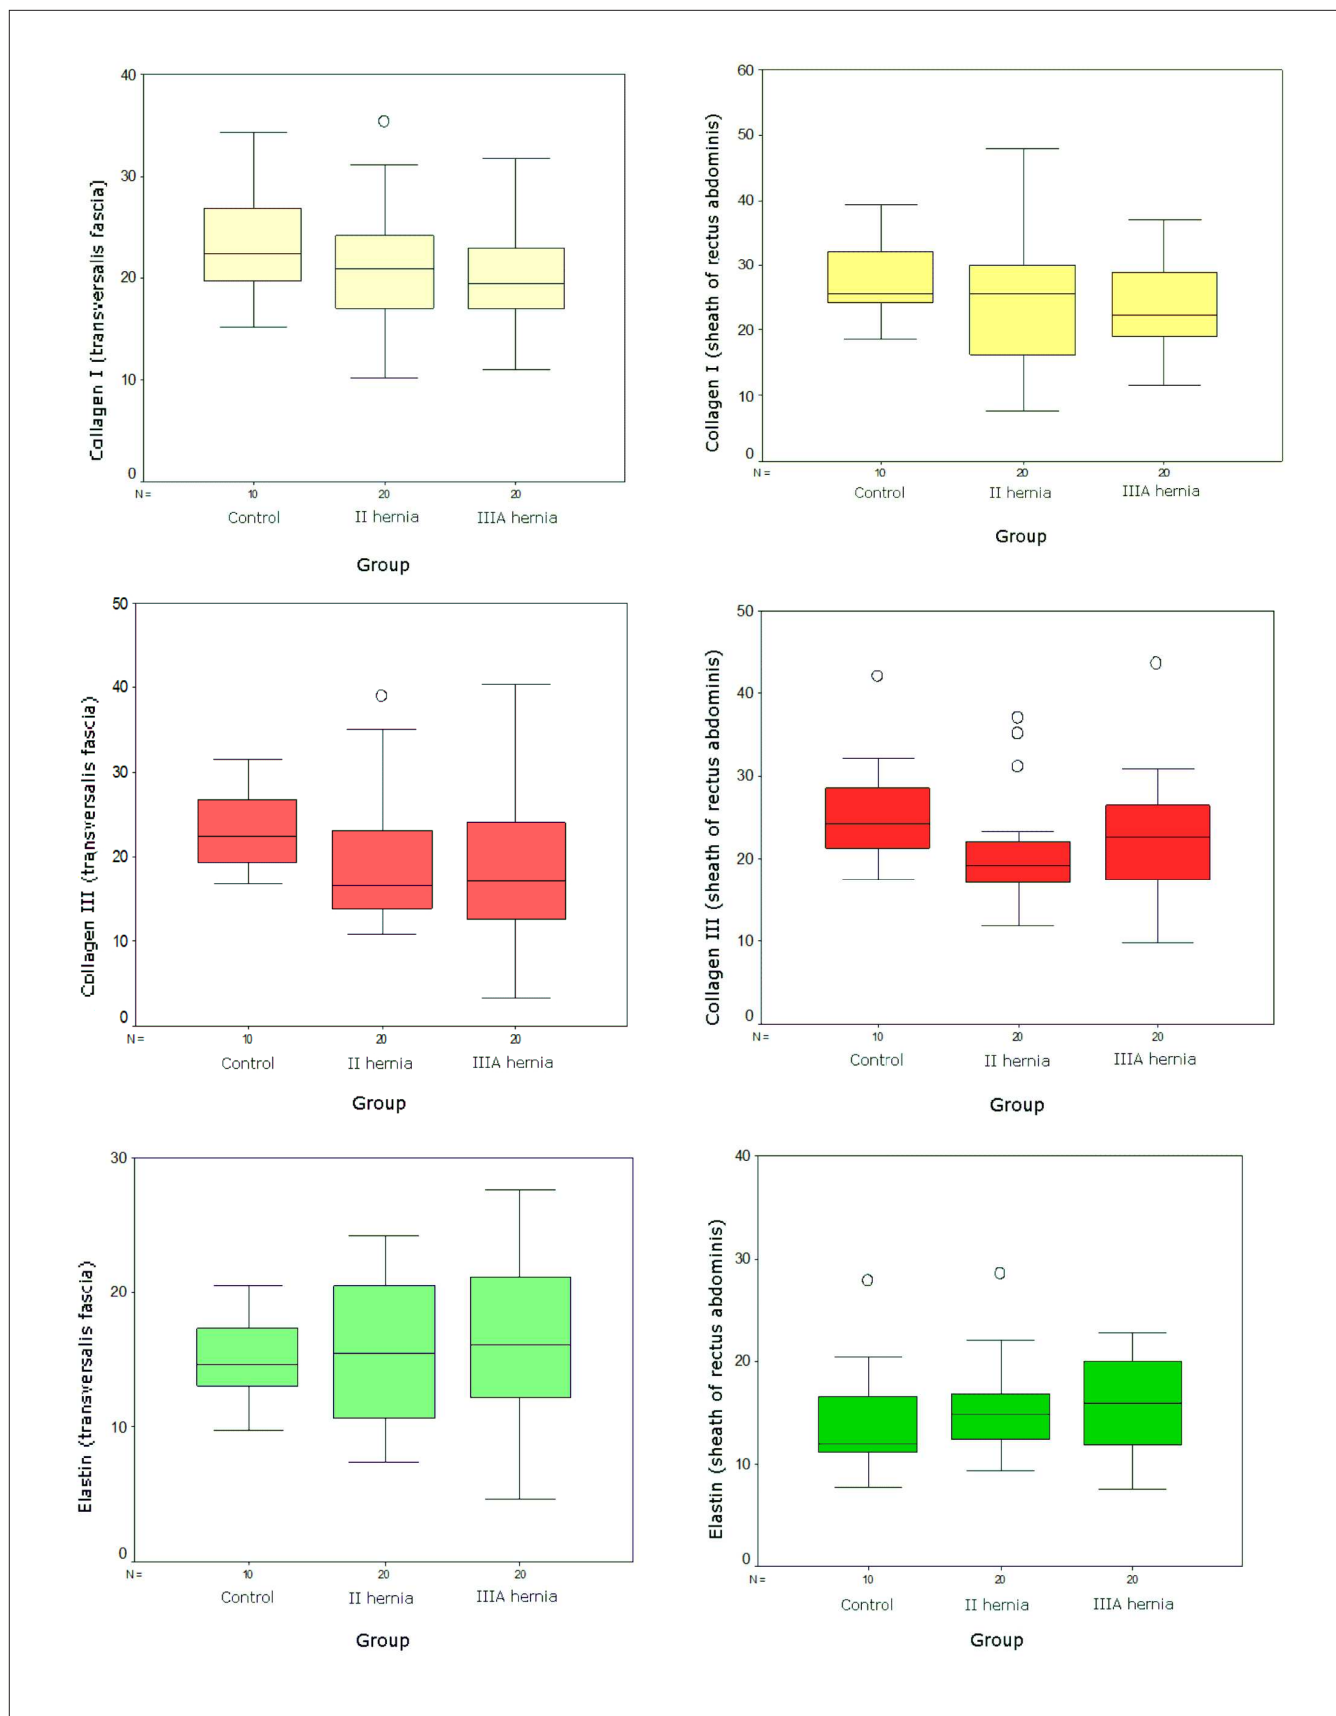 Collagen I (transversalis fascia)
40
30
20
10
0
N =
10
20
20
Control
II hernia
IIIA hernia
Group
Collagen I (sheath of rectus abdominis)
60
50
40
30
20
10
0
N =
10
20
20
Control
II hernia
IIIA hernia
Group
Collagen III (transversalis fascia)
50
40
30
20
10
0
N =
10
20
20
Control
II hernia
IIIA hernia
Group
Collagen III (sheath of rectus abdominis)
50
40
30
20
10
0
N =
10
20
20
Control
II hernia
IIIA hernia
Group
Elastin (transversalis fascia)
30
20
10
0
N =
10
20
20
Control
II hernia
IIIA hernia
Group
Elastin (sheath of rectus abdominis)
40
30
20
10
0
N =
10
20
20
Control
II hernia
IIIA hernia
Group